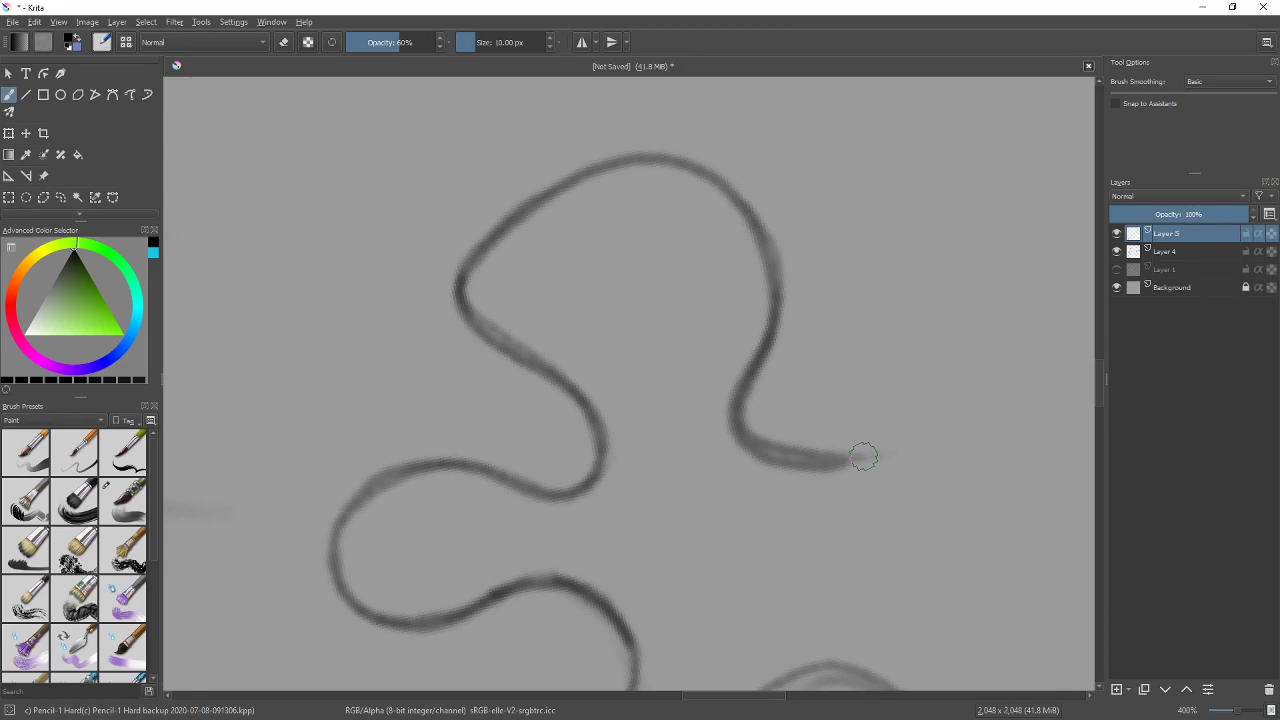 * - Krita
File Edit View Image Layer Select Filter Tools Settings Window Help
Normal Opacity: 60% Size: 10.00 px
[Not Saved] (41.8 MiB) *
Tool Options
Brush Smoothing: Basic
Snap to Assistants
Layers
Normal
Opacity: 100%
Layer 5
Layer 4
Layer 1
Background
Advanced Color Selector
Brush Presets
Paint Tag
Search
c) Pencil-1 Hard(c) Pencil-1 Hard backup 2020-07-08-091306.kpp) RGB/Alpha (8-bit integer/channel) sRGB-elle-V2-srgbtrc.icc 2,048 x 2,048 (41.8 MiB) 400%